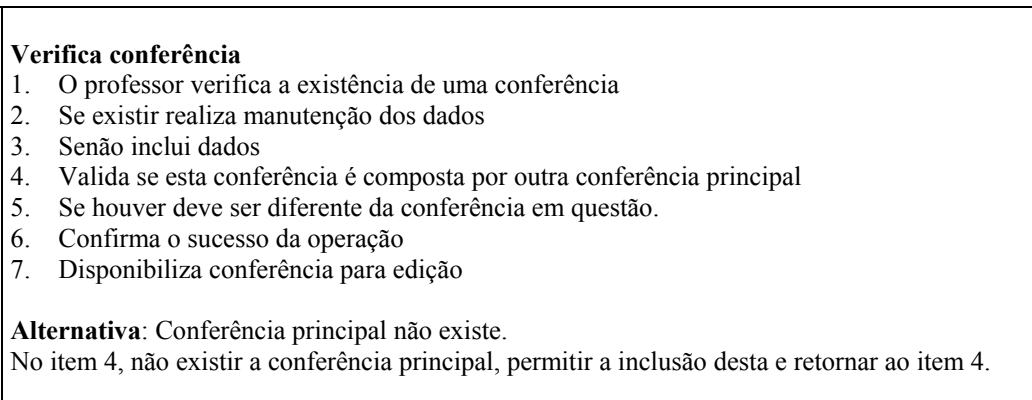 Verifica conferência
1. O professor verifica a existência de uma conferência
2. Se existir realiza manutenção dos dados
3. Senão inclui dados
4. Valida se esta conferência é composta por outra conferência principal
5. Se houver deve ser diferente da conferência em questão.
6. Confirma o sucesso da operação
7. Disponibiliza conferência para edição
Alternativa: Conferência principal não existe.
No item 4, não existir a conferência principal, permitir a inclusão desta e retornar ao item 4.